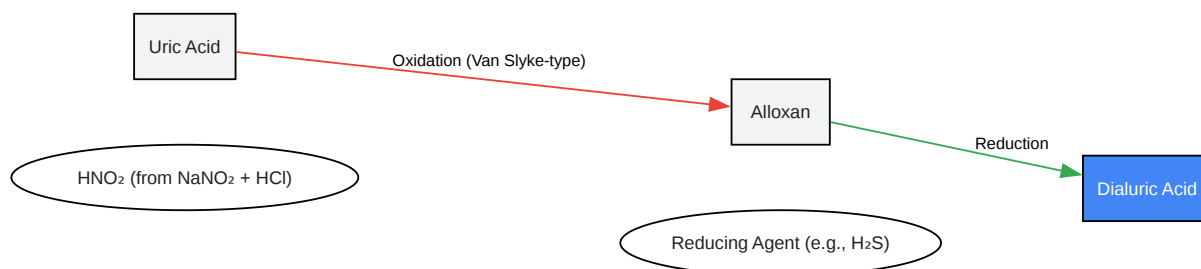 Uric Acid
Oxidation (Van Slyke-type)
Alloxan
Reduction
Dialuric Acid
HNO₂ (from NaNO₂ + HCl)
Reducing Agent (e.g., H₂S)